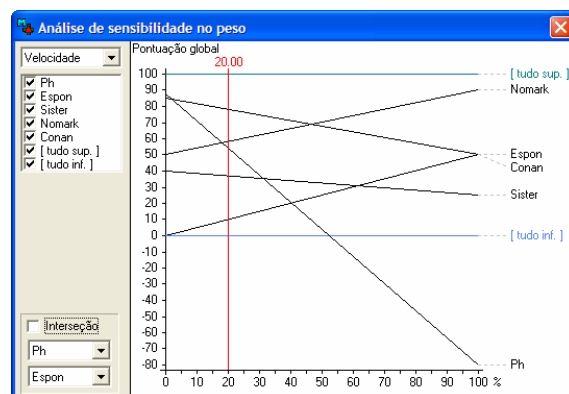 Análise de sensibilidade no peso
Velocidade
Ph
Espon
Sister
Nomark
Conan
[ tudo sup. ]
[ tudo inf. ]
Interseção
Ph
Espon
Pontuação global
20.00
100
90
80
70
60
50
40
30
20
10
0
-10
-20
-30
-40
-50
-60
-70
-80
0 10 20 30 40 50 60 70 80 90 100 %
[ tudo sup. ]
Nomark
Espon
Conan
Sister
[ tudo inf. ]
Ph